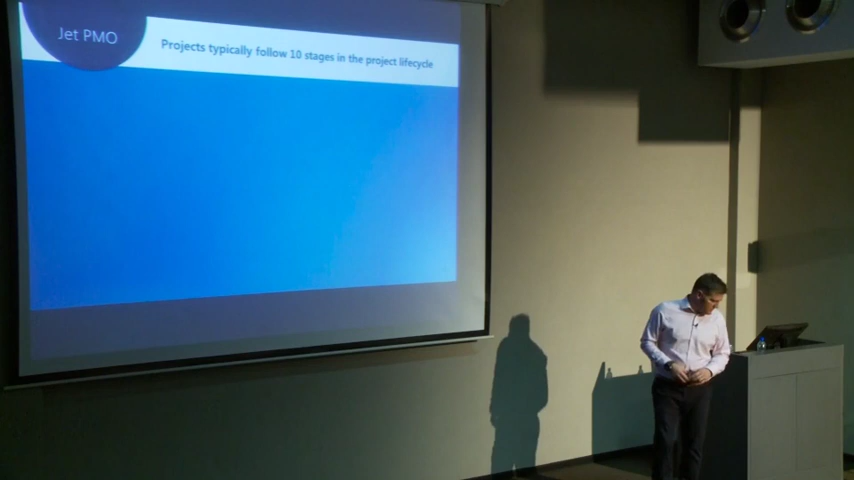 Jet PMO
Projects typically follow 10 stages in the project lifecycle